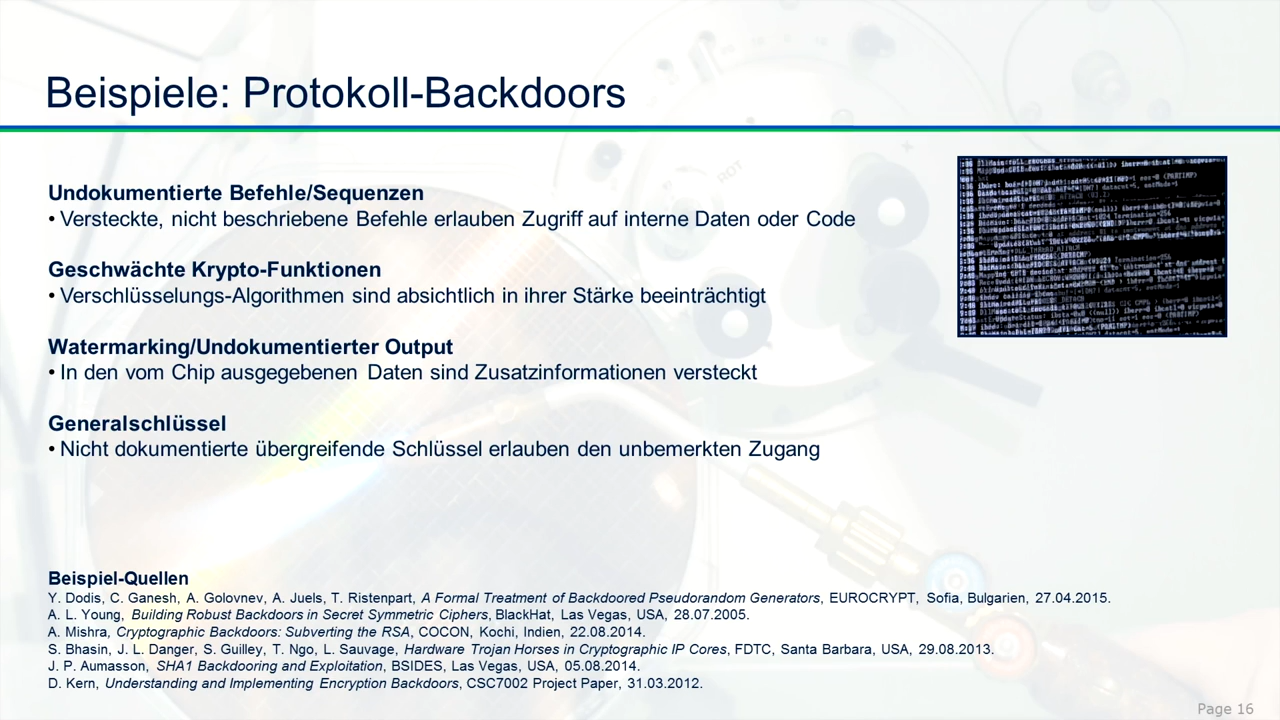 Beispiele: Protokoll-Backdoors
Undokumentierte Befehle/Sequenzen
• Versteckte, nicht beschriebene Befehle erlauben Zugriff auf interne Daten oder Code
Geschwächte Krypto-Funktionen
• Verschlüsselungs-Algorithmen sind absichtlich in ihrer Stärke beeinträchtigt
Watermarking/Undokumentierter Output
• In den vom Chip ausgegebenen Daten sind Zusatzinformationen versteckt
Generalschlüssel
• Nicht dokumentierte übergreifende Schlüssel erlauben den unbemerkten Zugang
Beispiel-Quellen
Y. Dodis, C. Ganesh, A. Golovnev, A. Juels, T. Ristenpart, A Formal Treatment of Backdoored Pseudorandom Generators, EUROCRYPT, Sofia, Bulgarien, 27.04.2015.
A. L. Young, Building Robust Backdoors in Secret Symmetric Ciphers, BlackHat, Las Vegas, USA, 28.07.2005.
A. Mishra, Cryptographic Backdoors: Subverting the RSA, COCON, Kochi, Indien, 22.08.2014.
S. Bhasin, J. L. Danger, S. Guilley, T. Ngo, L. Sauvage, Hardware Trojan Horses in Cryptographic IP Cores, FDTC, Santa Barbara, USA, 29.08.2013.
J. P. Aumasson, SHA1 Backdooring and Exploitation, BSIDES, Las Vegas, USA, 05.08.2014.
D. Kern, Understanding and Implementing Encryption Backdoors, CSC7002 Project Paper, 31.03.2012.
Page 16